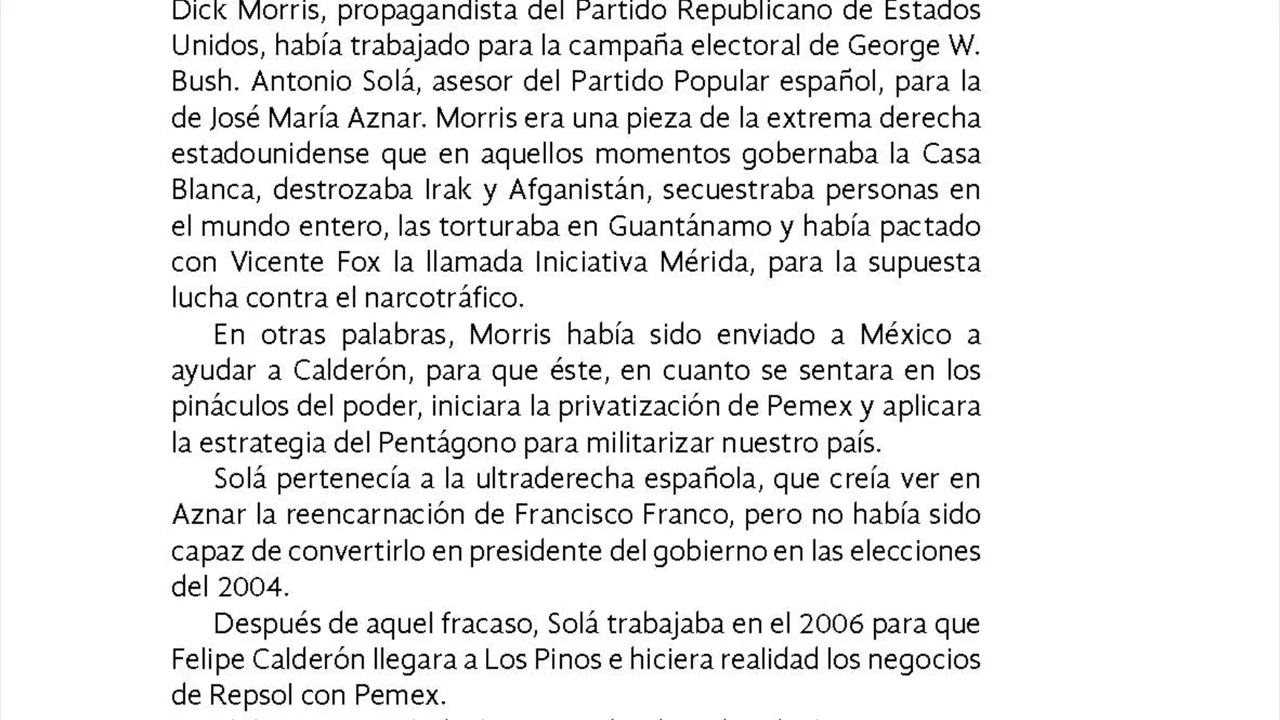 Dick Morris, propagandista del Partido Republicano de Estados
Unidos, había trabajado para la campaña electoral de George W.
Bush. Antonio Solá, asesor del Partido Popular español, para la
de José María Aznar. Morris era una pieza de la extrema derecha
estadounidense que en aquellos momentos gobernaba la Casa
Blanca, destrozaba Irak y Afganistán, secuestraba personas en
el mundo entero, las torturaba en Guantánamo y había pactado
con Vicente Fox la llamada Iniciativa Mérida, para la supuesta
lucha contra el narcotráfico.
En otras palabras, Morris había sido enviado a México a
ayudar a Calderón, para que éste, en cuanto se sentara en los
pináculos del poder, iniciara la privatización de Pemex y aplicara
la estrategia del Pentágono para militarizar nuestro país.
Solá pertenecía a la ultraderecha española, que creía ver en
Aznar la reencarnación de Francisco Franco, pero no había sido
capaz de convertirlo en presidente del gobierno en las elecciones
del 2004.
Después de aquel fracaso, Solá trabajaba en el 2006 para que
Felipe Calderón llegara a Los Pinos e hiciera realidad los negocios
de Repsol con Pemex.